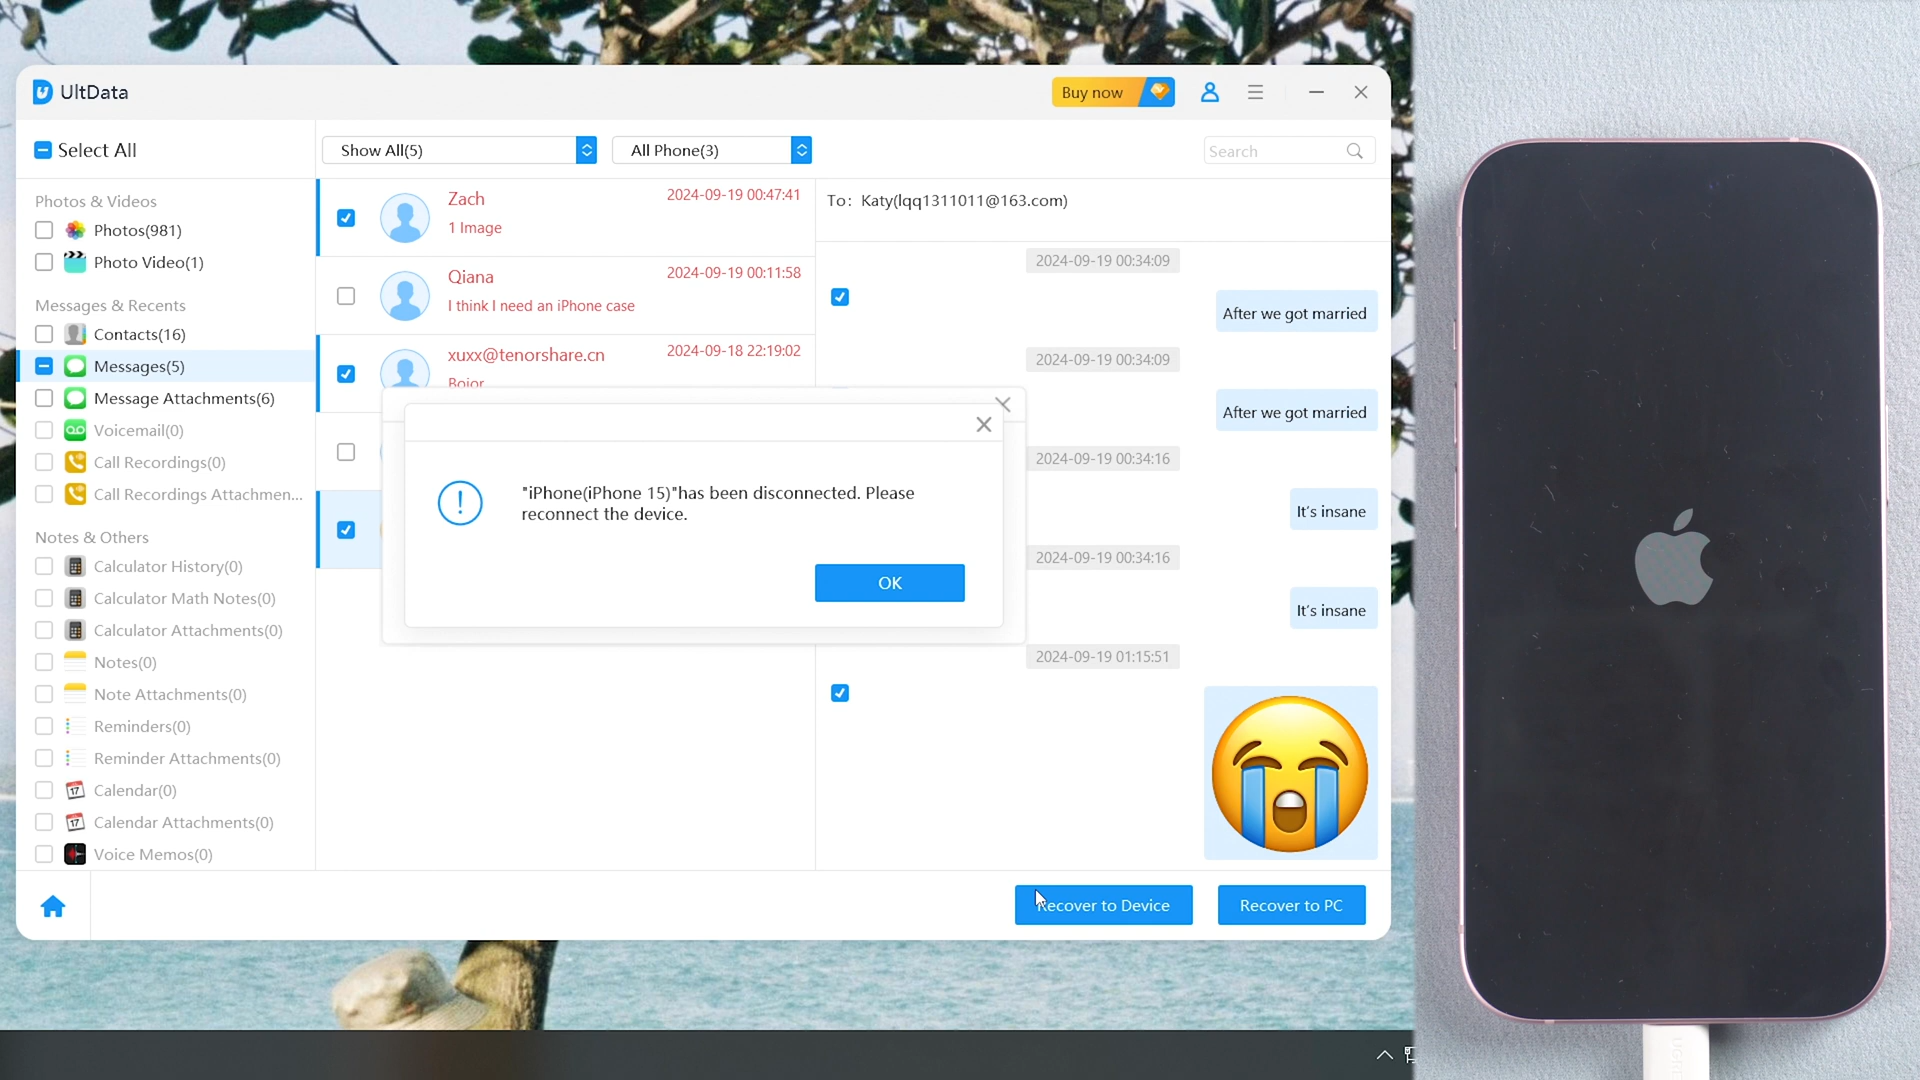 UltData
Buy now
Select All
Show All(5)
All Phone(3)
Search
Photos & Videos
Photos(981)
Photo Video(1)
Messages & Recents
Contacts(16)
Messages(5)
Message Attachments(6)
Voicemail(0)
Call Recordings(0)
Call Recordings Attachmen...
Notes & Others
Calculator History(0)
Calculator Math Notes(0)
Calculator Attachments(0)
Notes(0)
Note Attachments(0)
Reminders(0)
Reminder Attachments(0)
Calendar(0)
Calendar Attachments(0)
Voice Memos(0)
Zach
2024-09-19 00:47:41
1 Image
Qiana
2024-09-19 00:11:58
I think I need an iPhone case
xuxx@tenorshare.cn
2024-09-18 22:19:02
"iPhone(iPhone 15)"has been disconnected. Please
reconnect the device.
OK
To: Katy(lqq1311011@163.com)
2024-09-19 00:34:09
After we got married
2024-09-19 00:34:09
After we got married
2024-09-19 00:34:16
It's insane
2024-09-19 00:34:16
It's insane
2024-09-19 01:15:51
Recover to Device
Recover to PC